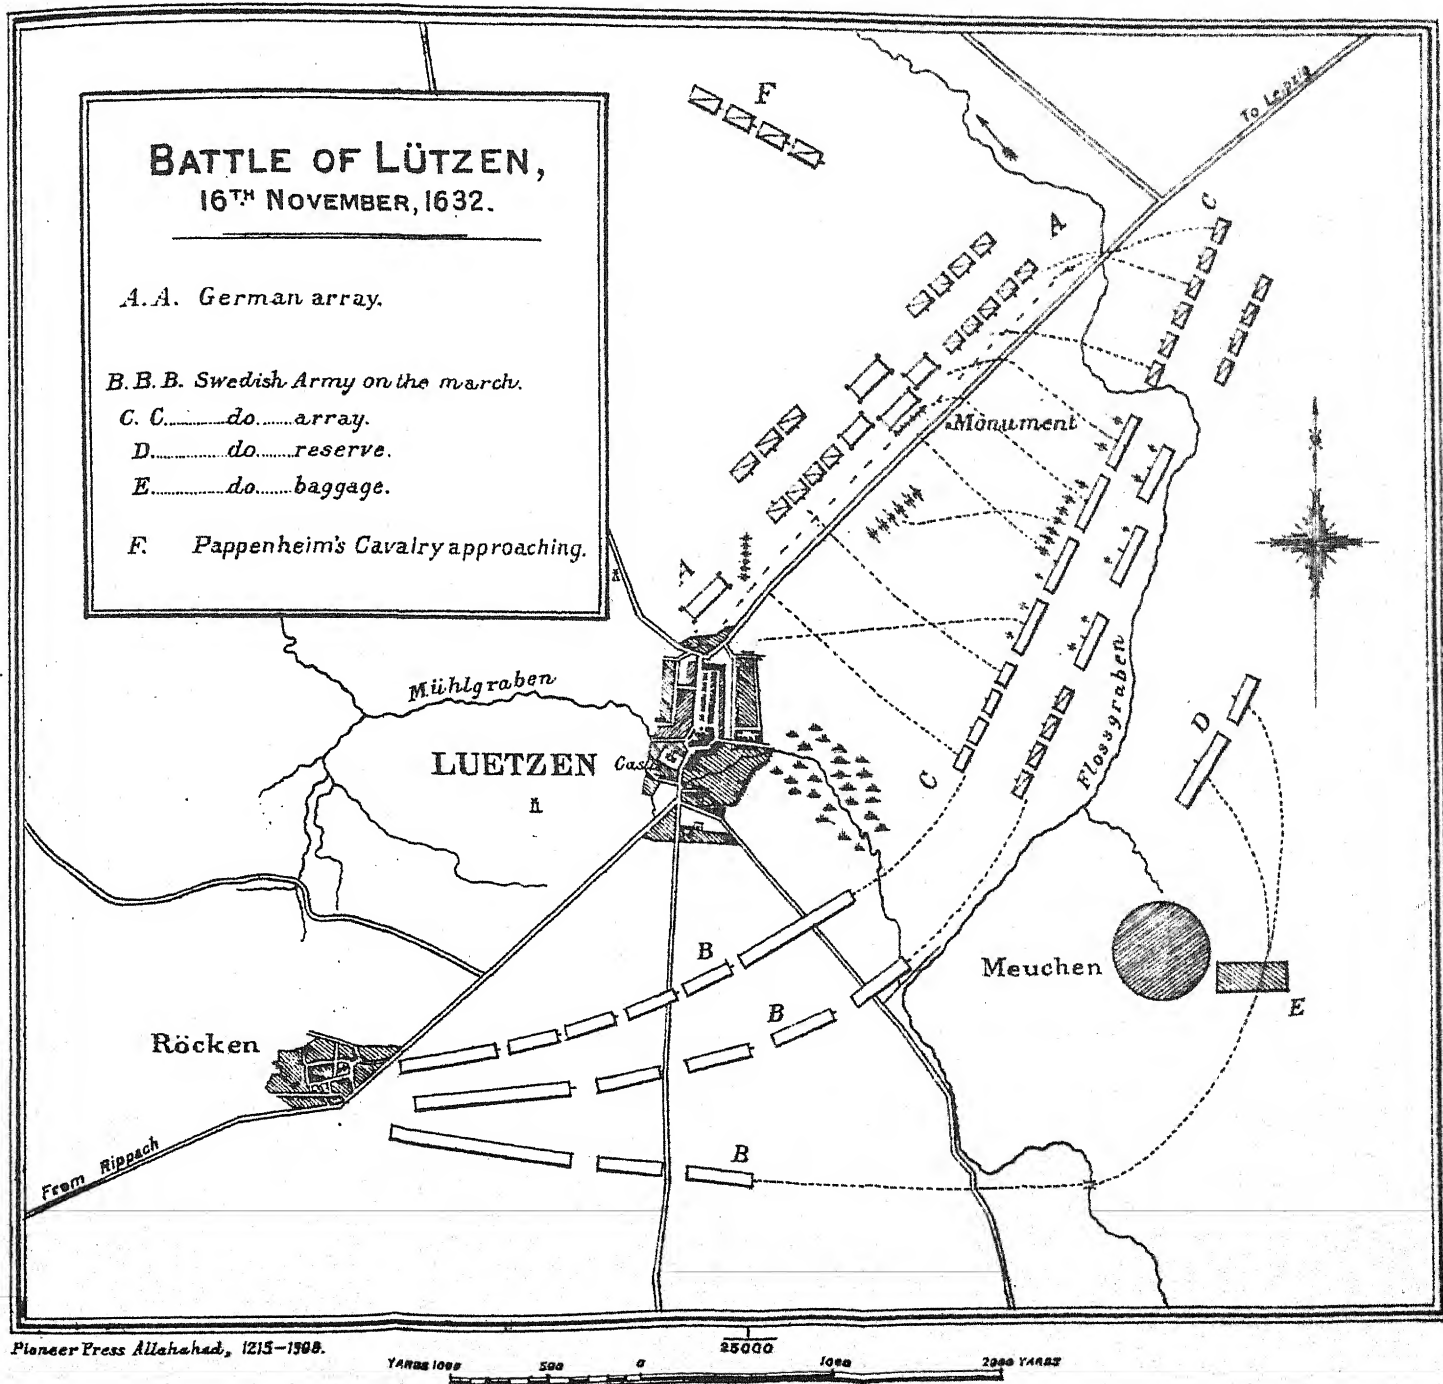 BATTLE OF LÜTZEN,
16TH NOVEMBER, 1632.
A.A. German array.
B.B.B. Swedish Army on the march.
C. C..........do.......array.
D..............do.......reserve.
E..............do.......baggage.
F. Pappenheim's Cavalry approaching.
F
To Leipzig
A
C
Monument
A
Mühlgraben
LUETZEN
Flossgraben
D
C
B
Meuchen
E
B
Röcken
B
From Rippach
Pioneer Press Allahabad, 1215–1908.
25000
YARDS 1000 500 0 1000 2000 YARDS